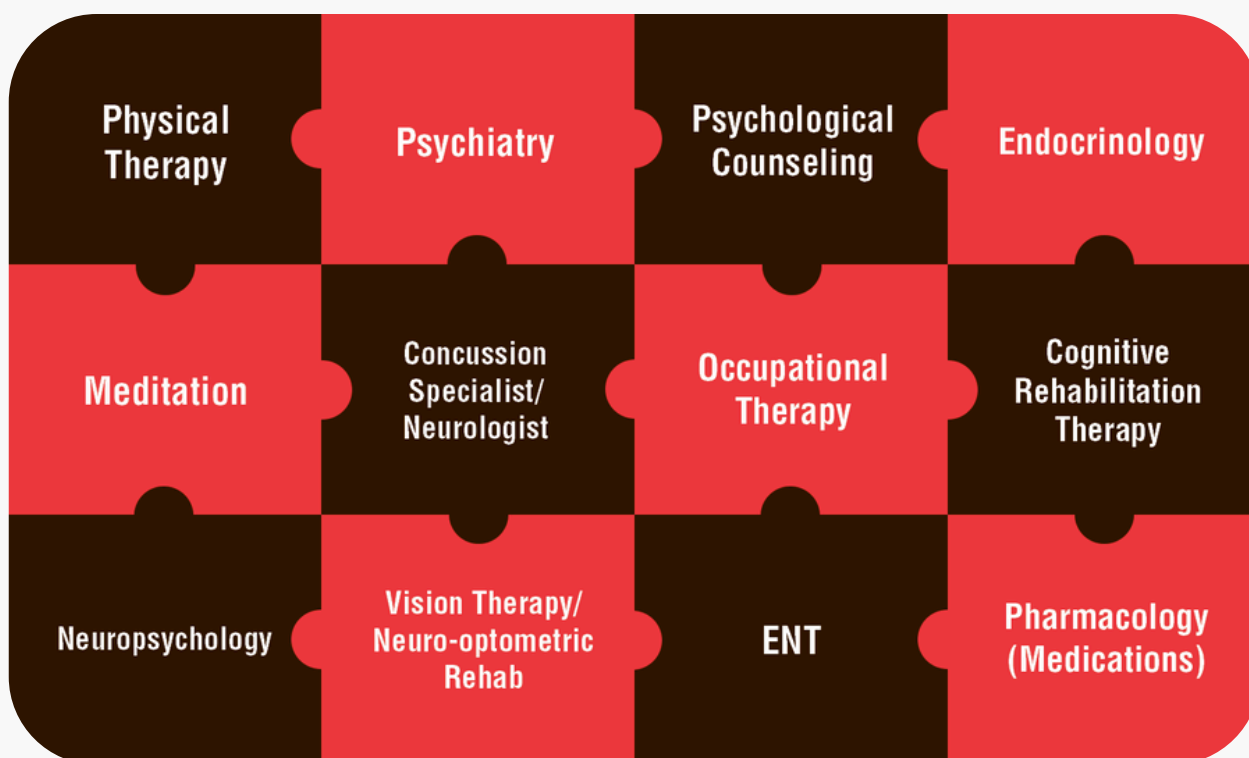 Physical
Therapy
Psychiatry
Psychological
Counseling
Endocrinology
Meditation
Concussion
Specialist/
Neurologist
Occupational
Therapy
Cognitive
Rehabilitation
Therapy
Neuropsychology
Vision Therapy/
Neuro-optometric
Rehab
ENT
Pharmacology
(Medications)